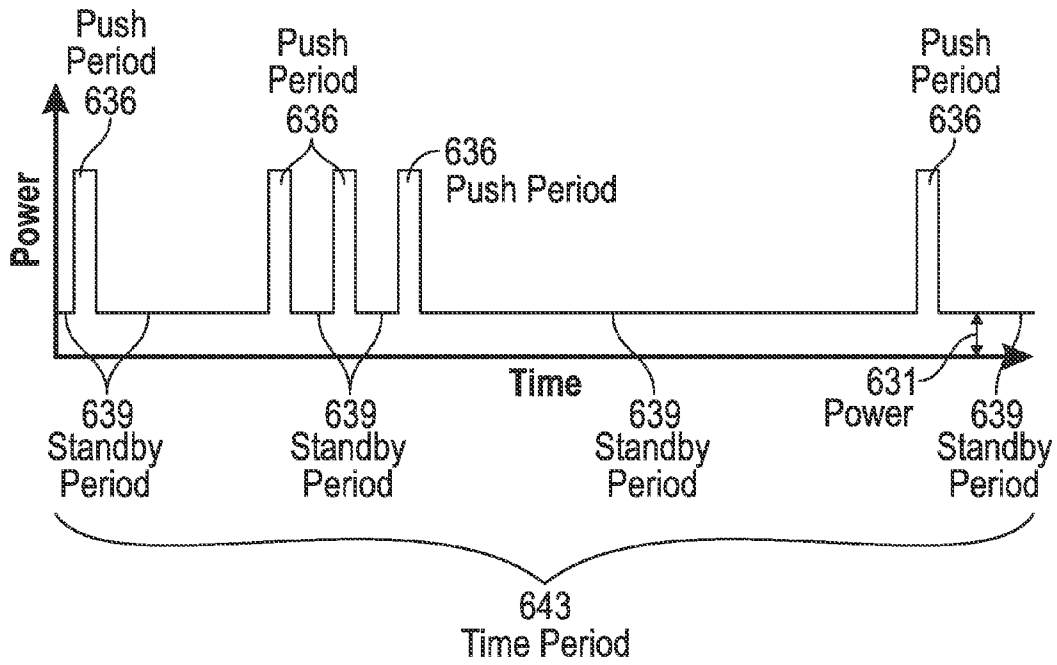 Push
Period
636
Push
Period
636
Push
Period
636
636
Push Period
Power
Time
639
Standby
Period
639
Standby
Period
639
Standby
Period
631
Power
639
Standby
Period
643
Time Period